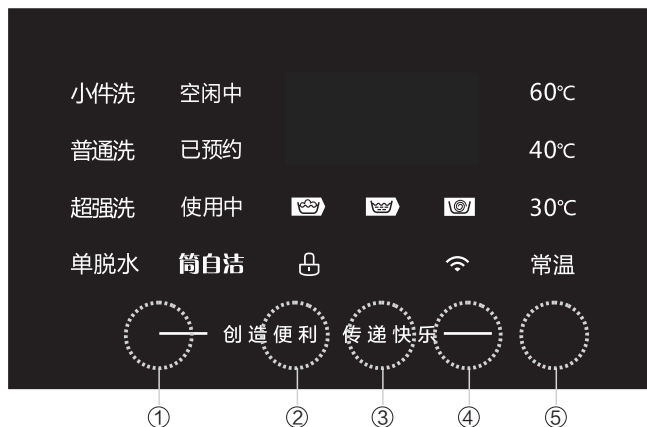 小件洗 空闲中 60℃
普通洗 已预约 40℃
超强洗 使用中 30℃
单脱水 筒自洁 常温
创造便利 传递快乐
① ② ③ ④ ⑤